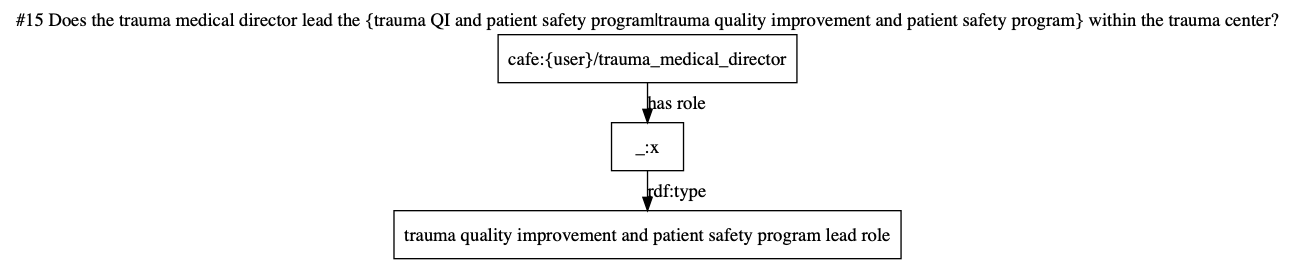 #15 Does the trauma medical director lead the {trauma QI and patient safety program|trauma quality improvement and patient safety program} within the trauma center?
cafe:{user}/trauma_medical_director
has role
_:x
rdf:type
trauma quality improvement and patient safety program lead role